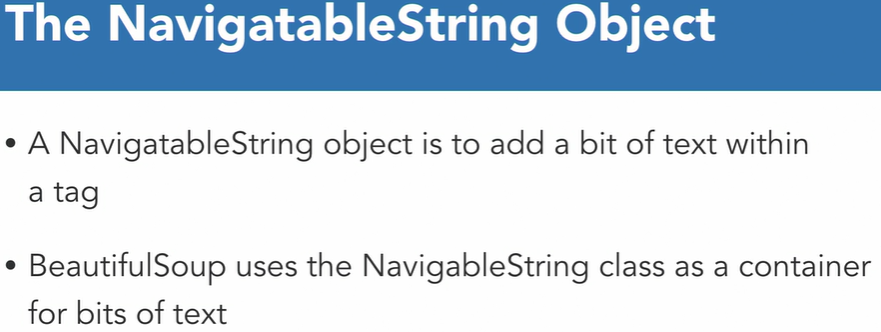 The NavigatableString Object
• A NavigatableString object is to add a bit of text within
a tag
• BeautifulSoup uses the NavigableString class as a container
for bits of text